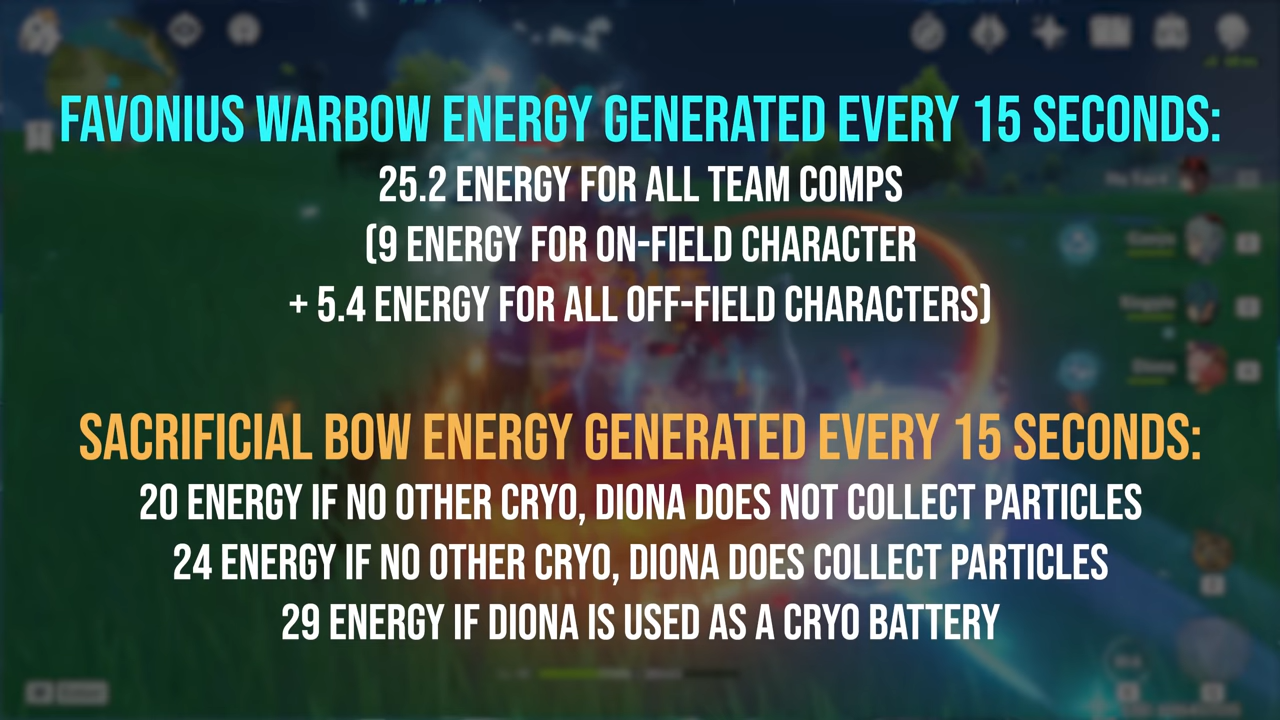 FAVONIUS WARBOW ENERGY GENERATED EVERY 15 SECONDS:
25.2 ENERGY FOR ALL TEAM COMPS
(9 ENERGY FOR ON-FIELD CHARACTER
+ 5.4 ENERGY FOR ALL OFF-FIELD CHARACTERS)
SACRIFICIAL BOW ENERGY GENERATED EVERY 15 SECONDS:
20 ENERGY IF NO OTHER CRYO, DIONA DOES NOT COLLECT PARTICLES
24 ENERGY IF NO OTHER CRYO, DIONA DOES COLLECT PARTICLES
29 ENERGY IF DIONA IS USED AS A CRYO BATTERY